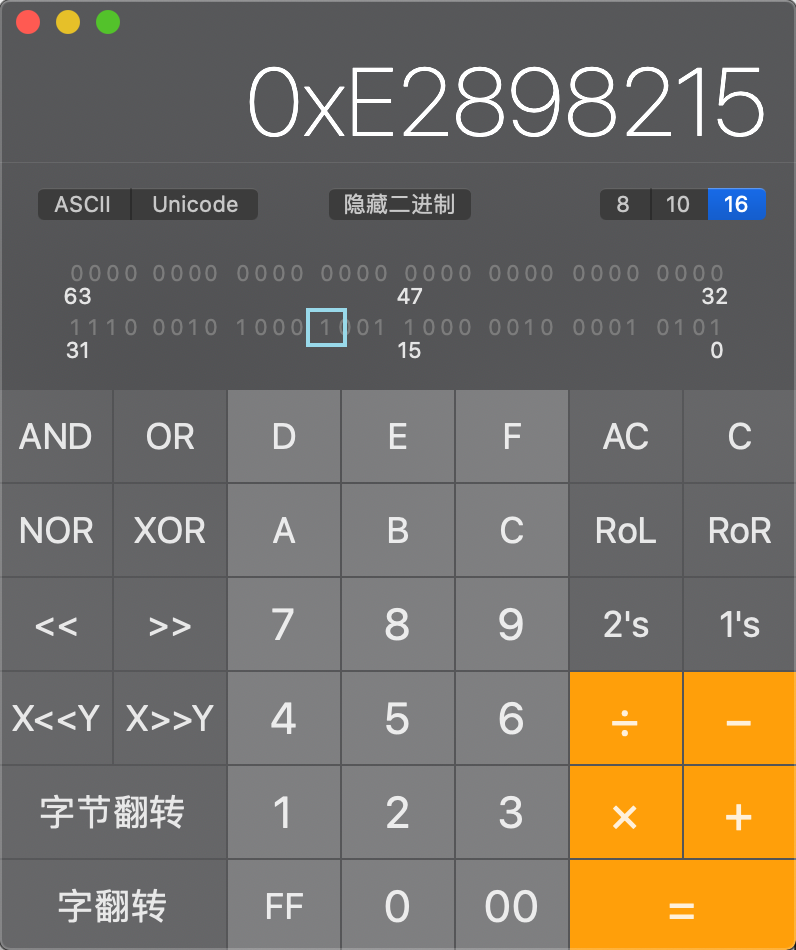 0xE2898215
ASCII Unicode 隐藏二进制 8 10 16
0000 0000 0000 0000 0000 0000 0000 0000
63 47 32
1110 0010 1000 1001 1000 0010 0001 0101
31 15 0
AND OR D E F AC C
NOR XOR A B C RoL RoR
<< >> 7 8 9 2's 1's
X<<Y X>>Y 4 5 6 ÷ −
字节翻转 1 2 3 × +
字翻转 FF 0 00 =